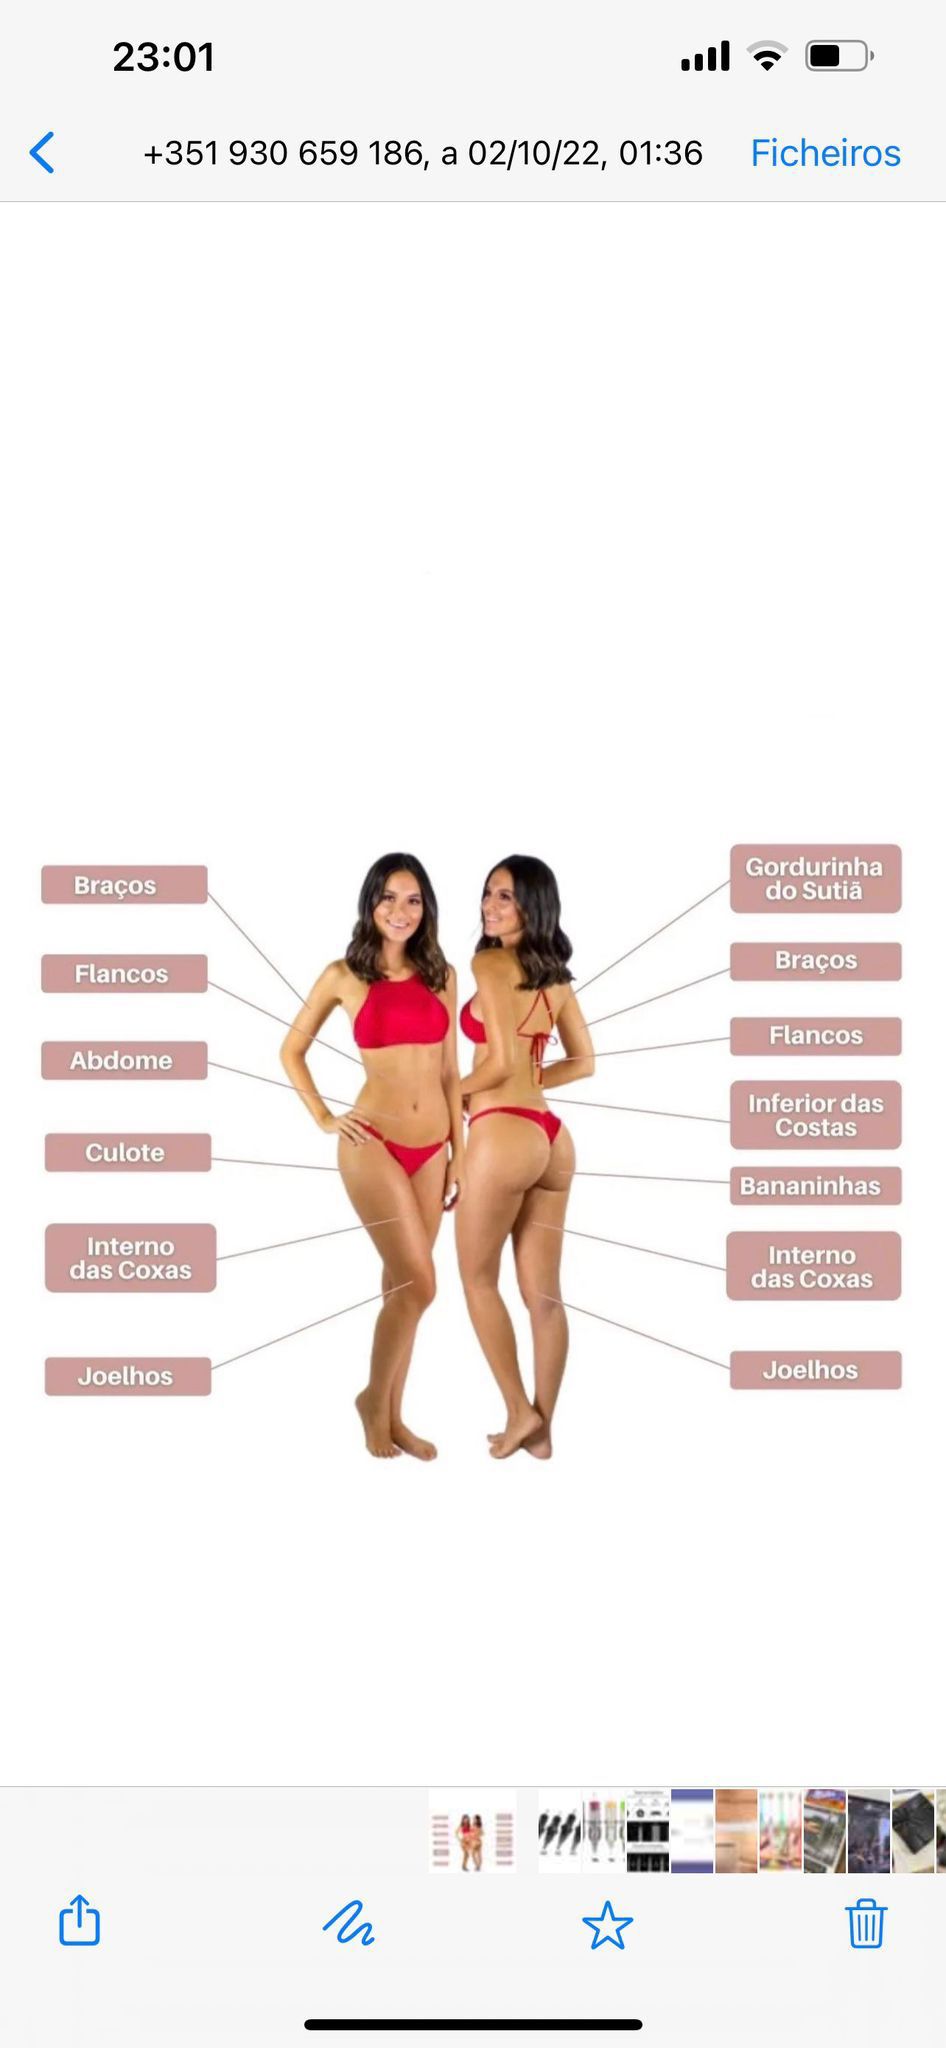 23:01
+351 930 659 186, a 02/10/22, 01:36
Ficheiros
Braços
Flancos
Abdome
Culote
Interno
das Coxas
Joelhos
Gordurinha
do Sutiã
Braços
Flancos
Inferior das
Costas
Bananinhas
Interno
das Coxas
Joelhos